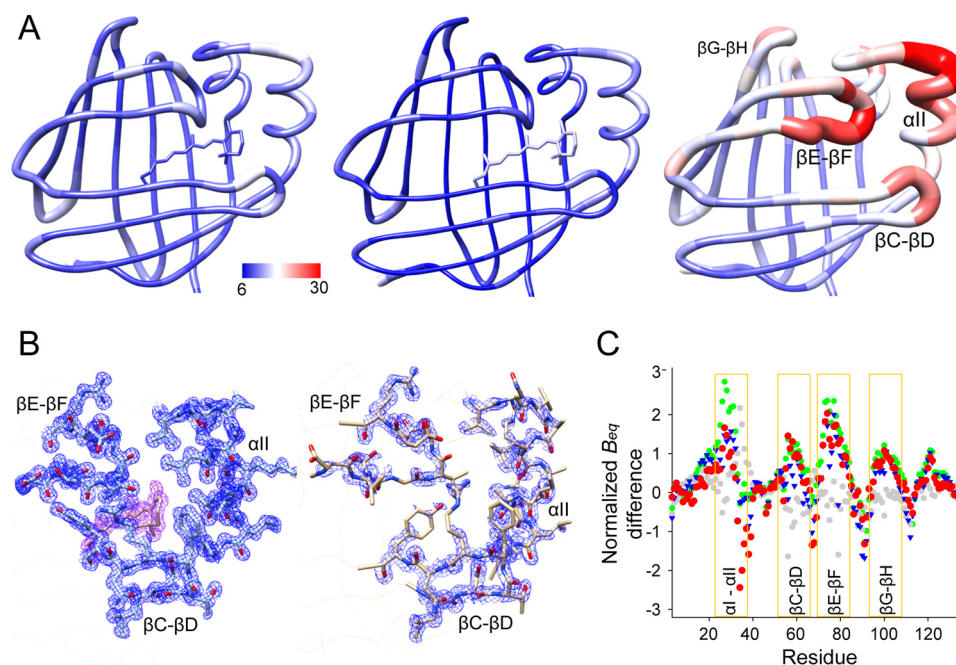 A
βG-βH
αII
βE-βF
βC-βD
6 30
B
βE-βF
αII
βC-βD
βE-βF
αII
βC-βD
C
Normalized Beq
difference
3
2
1
0
-1
-2
-3
αI - αII
βC-βD
βE-βF
βG-βH
20 40 60 80 100 120
Residue